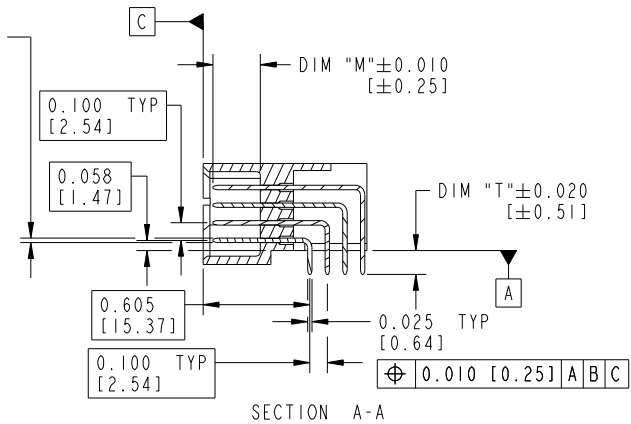 C
DIM "M"±0.010
[±0.25]
0.100 TYP
[2.54]
0.058
[1.47]
DIM "T"±0.020
[±0.51]
A
0.605
[15.37]
0.025 TYP
[0.64]
0.100 TYP
[2.54]
⌖ 0.010 [0.25] A B C
SECTION A-A